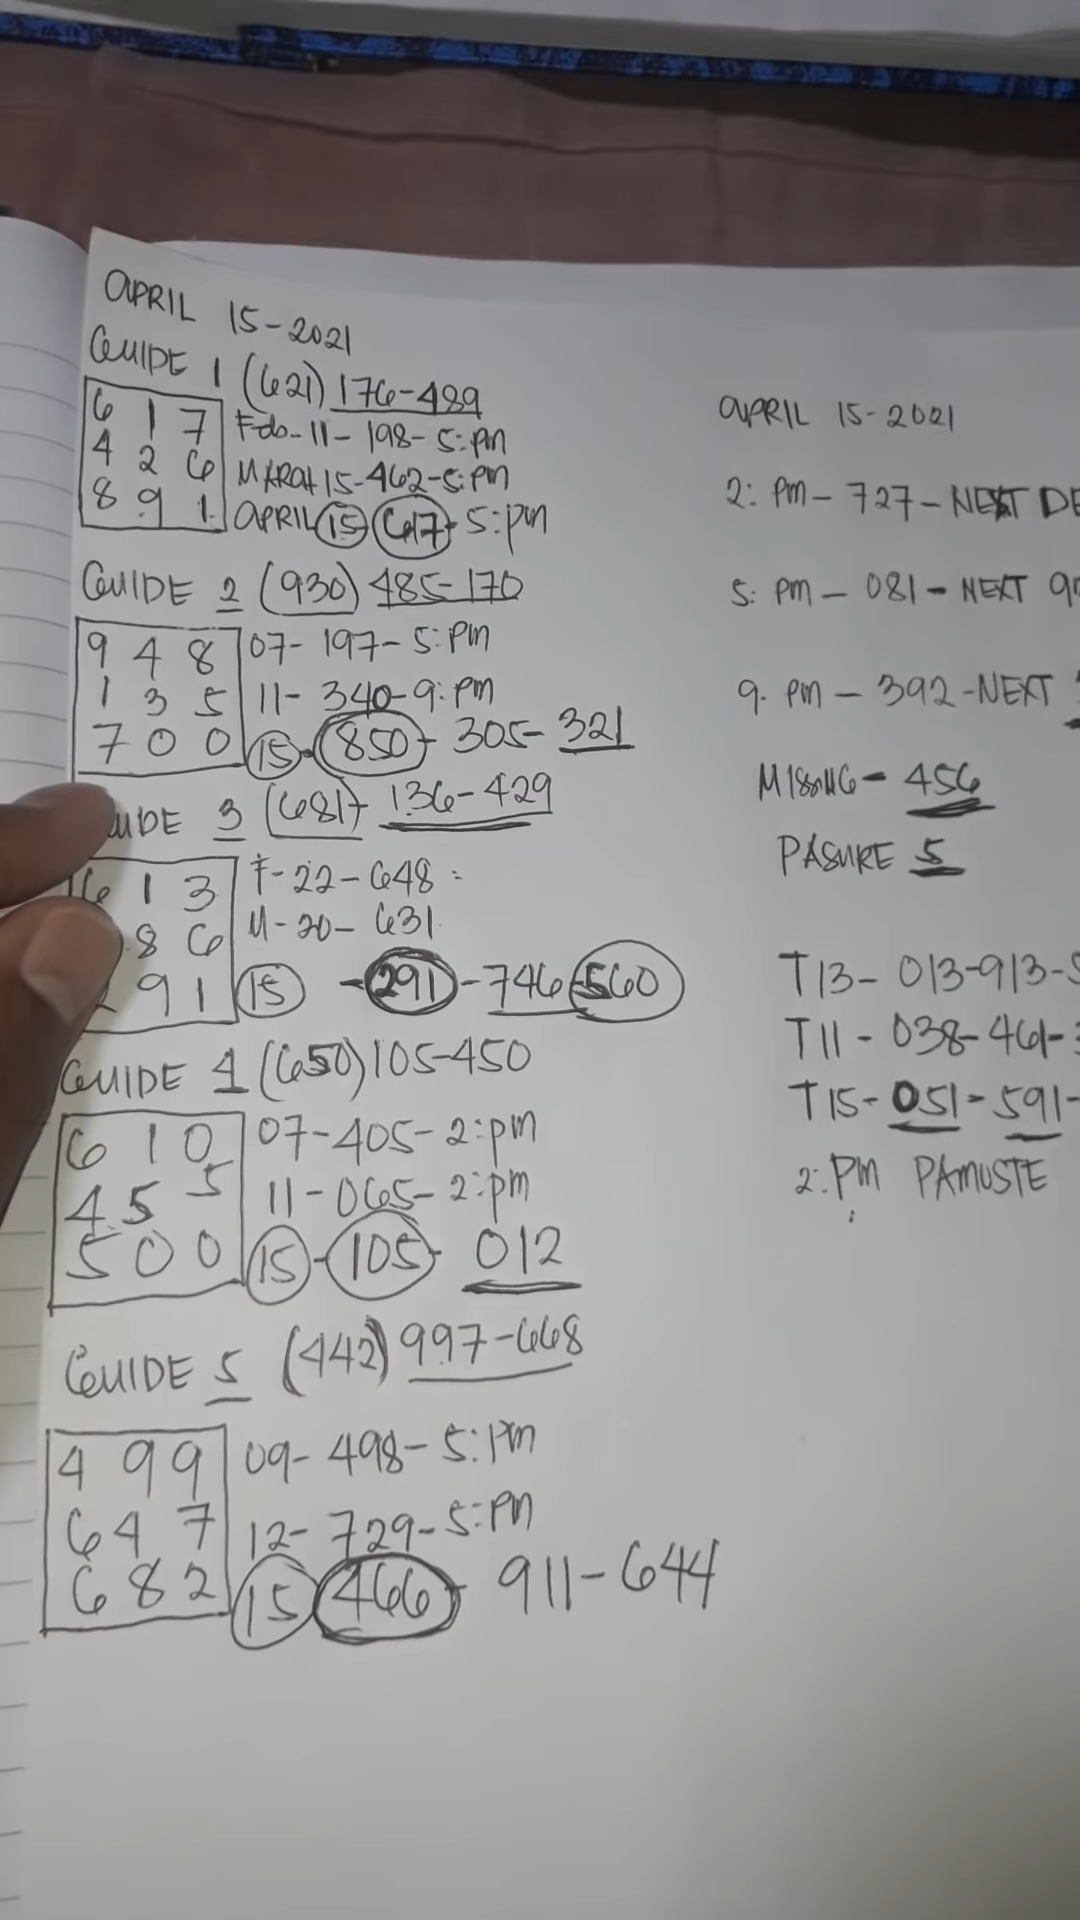 APRIL 15-2021
GUIDE 1 (621) 176-489
6 1 7 Feb-11-198-5:pm
4 2 6 MARCH 15-462-5:pm
8 9 1 APRIL 15 617-5:pm
GUIDE 2 (930) 485-170
9 4 8 07-197-5:pm
1 3 5 11-340-9:pm
7 0 0 15-850-305-321
UIDE 3 (681)-136-429
6 1 3 F-22-648
8 6 M-20-631
9 1 15 -291-746-560
GUIDE 4 (650) 105-450
6 1 0 07-405-2:pm
4 5 5 11-065-2:pm
5 0 0 15-105-012
GUIDE 5 (442) 997-668
4 9 9 09-498-5:pm
6 4 7 12-729-5:pm
6 8 2 15 466-911-644
APRIL 15-2021
2: pm-727-NEXT DE
5: pm-081-NEXT
9. pm-392-NEXT
MISSING-456
PASURE 5
T13-013-913-
T11-038-461-
T15-051-591-
2:pm PAMUSTE